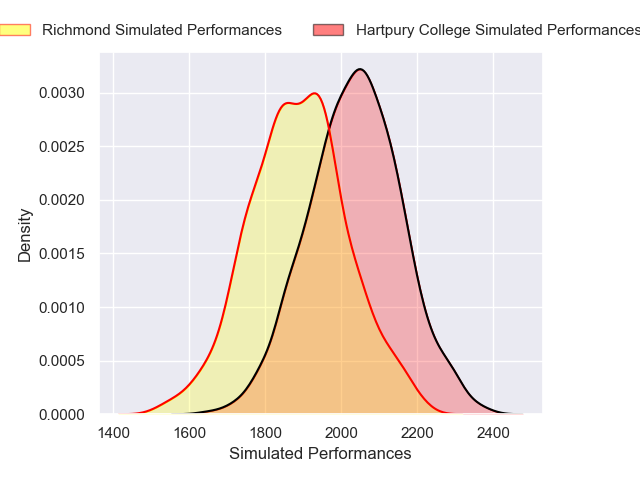 Richmond Simulated Performances
Hartpury College Simulated Performances
0.0030
0.0025
0.0020
0.0015
0.0010
0.0005
0.0000
Density
1400 1600 1800 2000 2200 2400
Simulated Performances